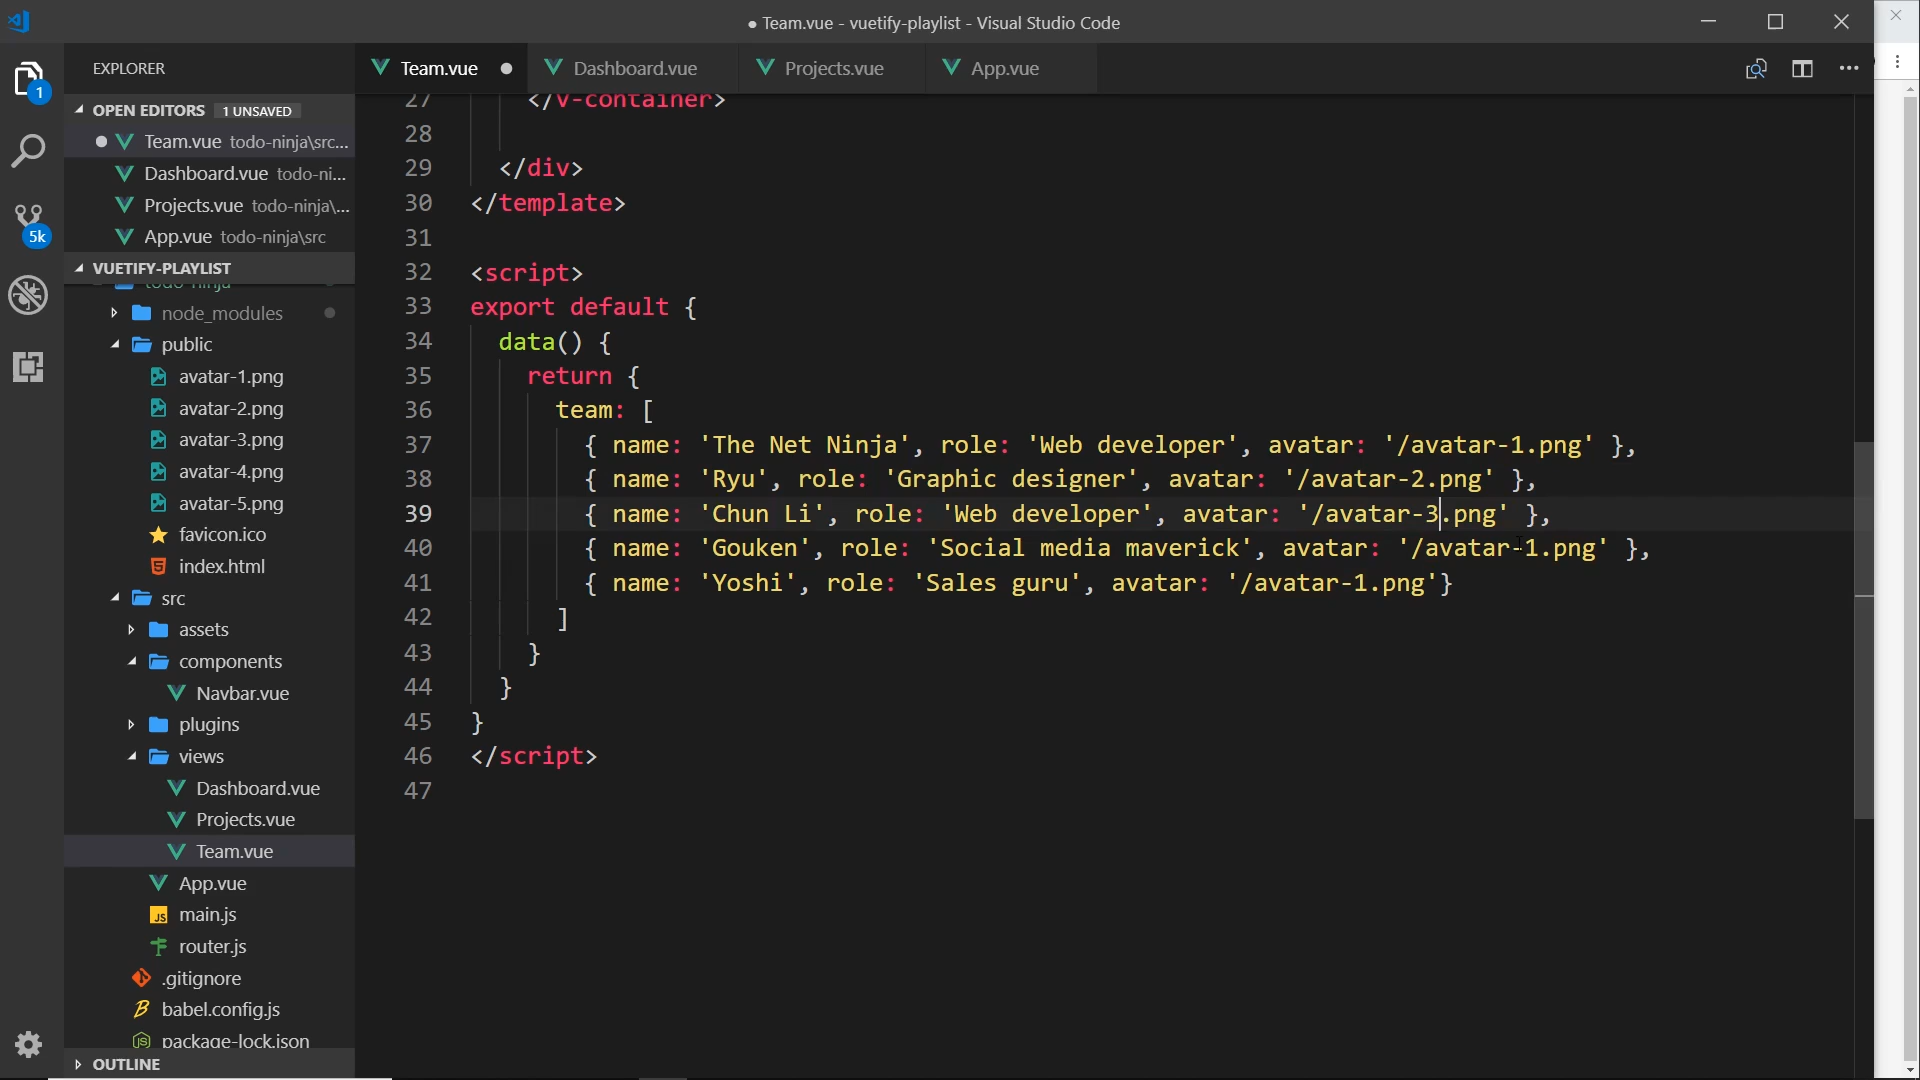 ● Team.vue - vuetify-playlist - Visual Studio Code
EXPLORER
OPEN EDITORS 1 UNSAVED
Team.vue todo-ninja\src...
Dashboard.vue todo-ni...
Projects.vue todo-ninja\...
App.vue todo-ninja\src
VUETIFY-PLAYLIST
todo-ninja
node_modules
public
avatar-1.png
avatar-2.png
avatar-3.png
avatar-4.png
avatar-5.png
favicon.ico
index.html
src
assets
components
Navbar.vue
plugins
views
Dashboard.vue
Projects.vue
Team.vue
App.vue
JS main.js
router.js
.gitignore
babel.config.js
package-lock.json
OUTLINE
1
5k
Team.vue Dashboard.vue Projects.vue App.vue
27 </v-container>
28
29 </div>
30 </template>
31
32 <script>
33 export default {
34 data() {
35 return {
36 team: [
37 { name: 'The Net Ninja', role: 'Web developer', avatar: '/avatar-1.png' },
38 { name: 'Ryu', role: 'Graphic designer', avatar: '/avatar-2.png' },
39 { name: 'Chun Li', role: 'Web developer', avatar: '/avatar-3.png' },
40 { name: 'Gouken', role: 'Social media maverick', avatar: '/avatar-1.png' },
41 { name: 'Yoshi', role: 'Sales guru', avatar: '/avatar-1.png'}
42 ]
43 }
44 }
45 }
46 </script>
47